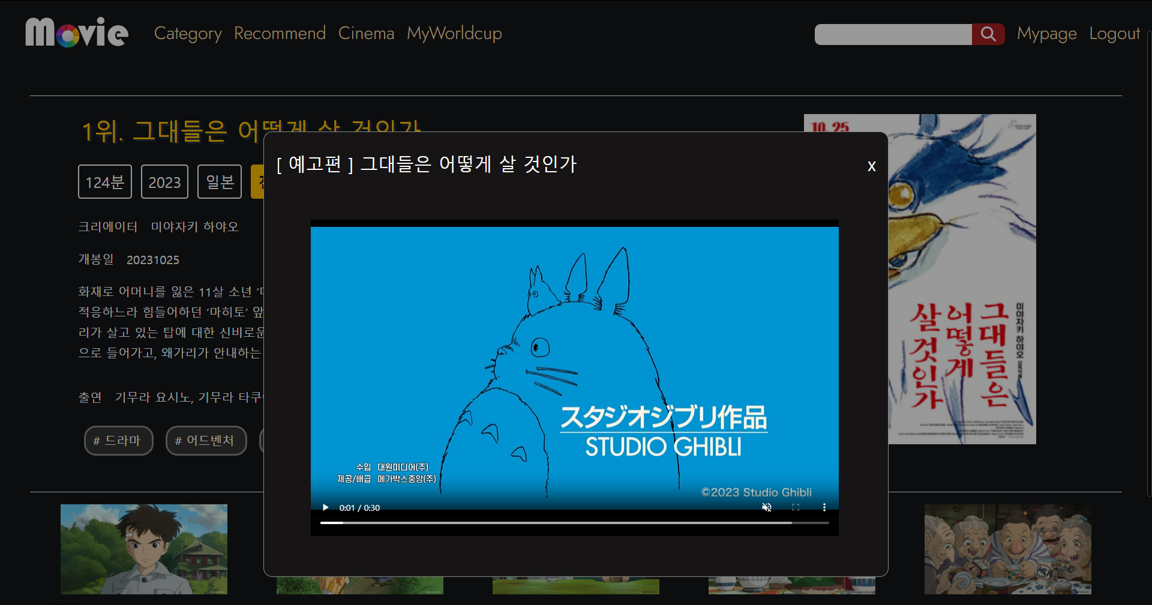 Movie Category Recommend Cinema MyWorldcup Mypage Logout
1위. 그대들은 어떻게 살 것인가
[ 예고편 ] 그대들은 어떻게 살 것인가 x
124분 2023 일본
크리에이터 미야자키 하야오
개봉일 20231025
화재로 어머니를 잃은 11살 소년
적응하느라 힘들어하던 '마히토' 앞
리가 살고 있는 탑에 대한 신비로운
으로 들어가고, 왜가리가 안내하는
출연 기무라 요시노, 기무라 타쿠
# 드라마 # 어드벤처
スタジオジブリ作品
STUDIO GHIBLI
수입 대원미디어(주)
제공/배급 메가박스중앙(주)
©2023 Studio Ghibli
0:01 / 0:30
10.25
미야자키 하야오
그대들은
어떻게
살 것인가